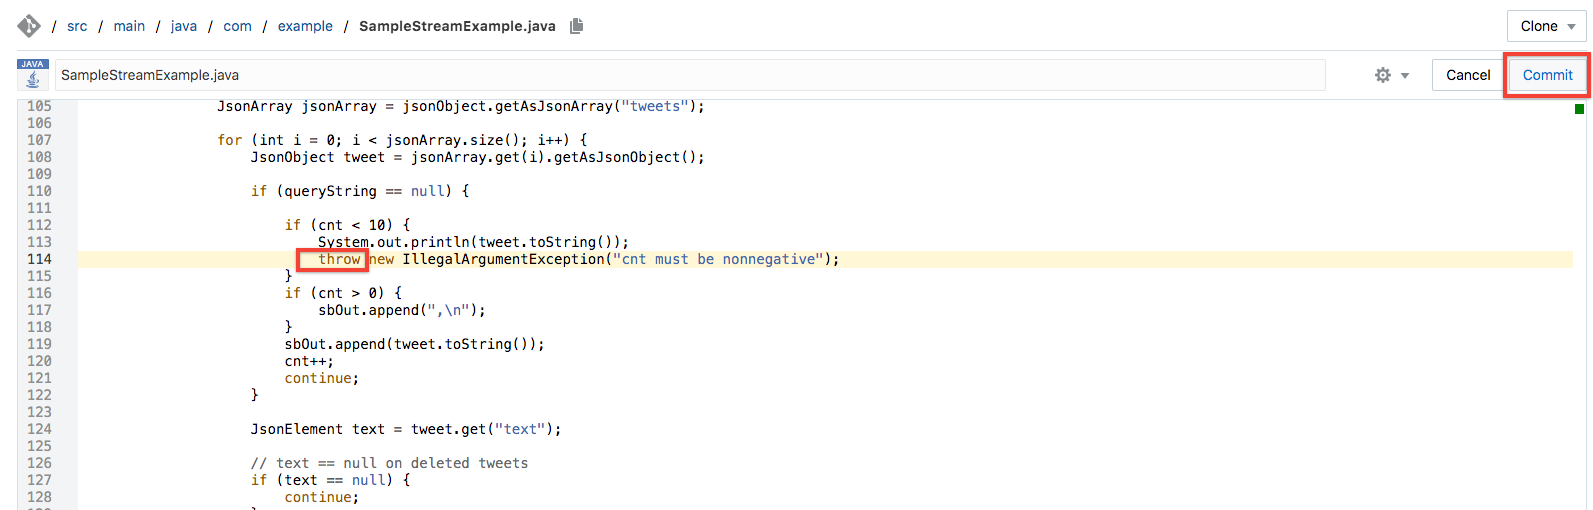 / src / main / java / com / example / SampleStreamExample.java
Clone
JAVA
SampleStreamExample.java
Cancel
Commit
105 JsonArray jsonArray = jsonObject.getAsJsonArray("tweets");
106
107 for (int i = 0; i < jsonArray.size(); i++) {
108 JsonObject tweet = jsonArray.get(i).getAsJsonObject();
109
110 if (queryString == null) {
111
112 if (cnt < 10) {
113 System.out.println(tweet.toString());
114 throw new IllegalArgumentException("cnt must be nonnegative");
115 }
116 if (cnt > 0) {
117 sbOut.append(",\n");
118 }
119 sbOut.append(tweet.toString());
120 cnt++;
121 continue;
122 }
123
124 JsonElement text = tweet.get("text");
125
126 // text == null on deleted tweets
127 if (text == null) {
128 continue;